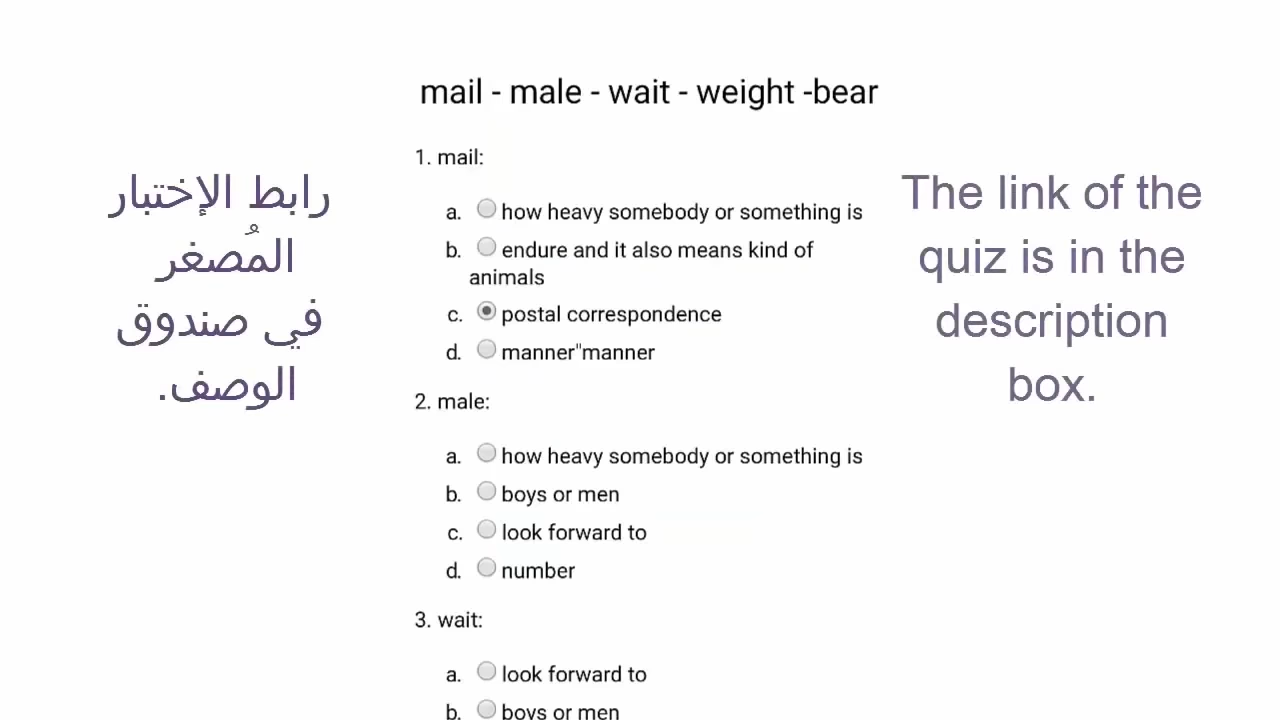 mail - male - wait - weight -bear
رابط الإختبار
المُصغر
في صندوق
الوصف.
1. mail:
a. how heavy somebody or something is
b. endure and it also means kind of
animals
c. postal correspondence
d. manner"manner
2. male:
a. how heavy somebody or something is
b. boys or men
c. look forward to
d. number
3. wait:
a. look forward to
b. boys or men
The link of the
quiz is in the
description
box.